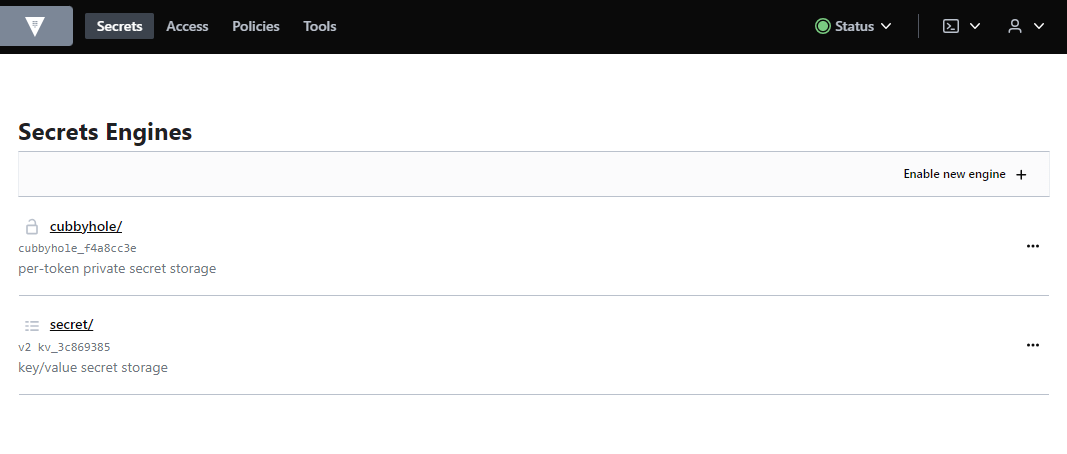 Secrets Access Policies Tools Status
Secrets Engines
Enable new engine
cubbyhole/
cubbyhole_f4a8cc3e
per-token private secret storage
secret/
v2 kv_3c869385
key/value secret storage